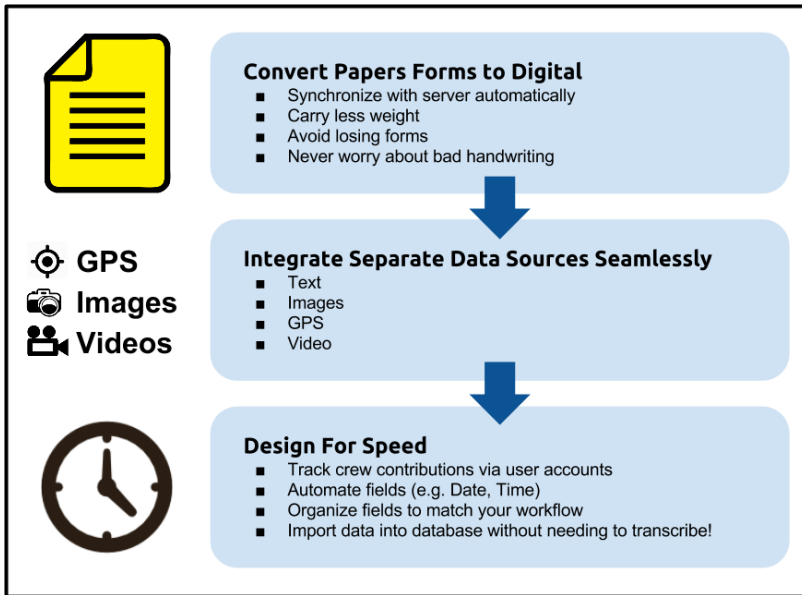 Convert Papers Forms to Digital
■ Synchronize with server automatically
■ Carry less weight
■ Avoid losing forms
■ Never worry about bad handwriting
GPS
Images
Videos
Integrate Separate Data Sources Seamlessly
■ Text
■ Images
■ GPS
■ Video
Design For Speed
■ Track crew contributions via user accounts
■ Automate fields (e.g. Date, Time)
■ Organize fields to match your workflow
■ Import data into database without needing to transcribe!